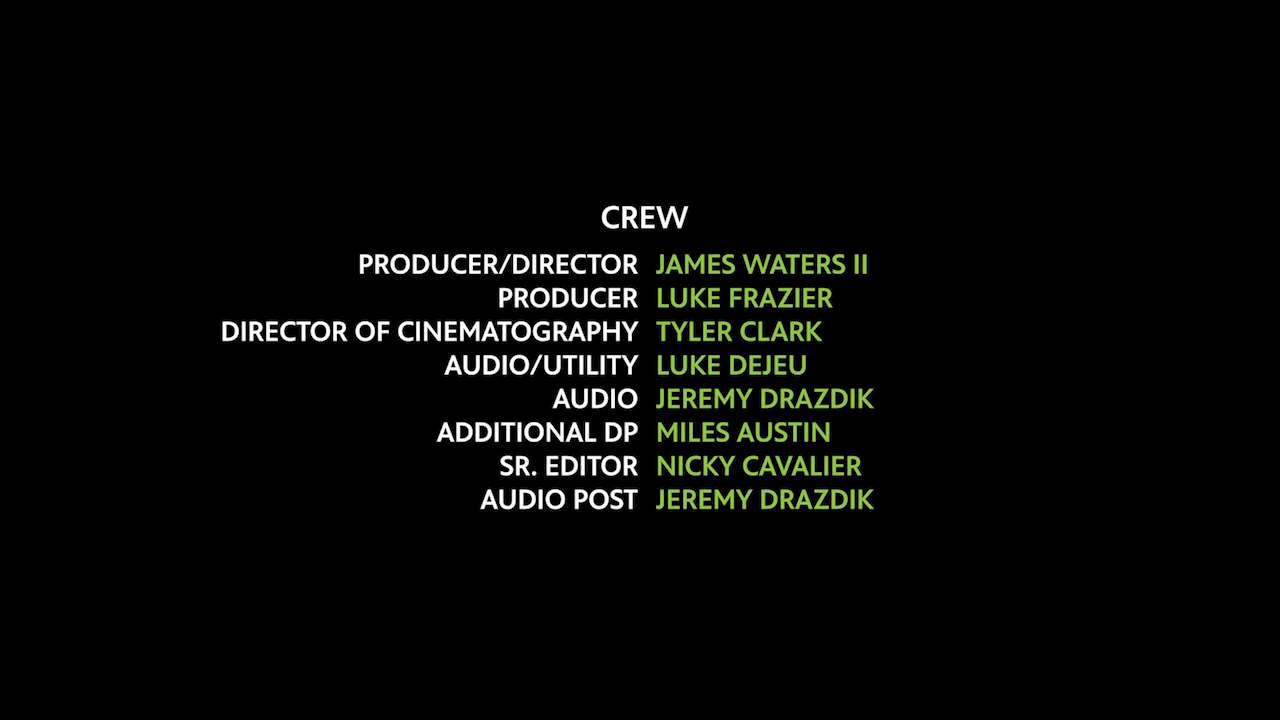 CREW
PRODUCER/DIRECTOR JAMES WATERS II
PRODUCER LUKE FRAZIER
DIRECTOR OF CINEMATOGRAPHY TYLER CLARK
AUDIO/UTILITY LUKE DEJEU
AUDIO JEREMY DRAZDIK
ADDITIONAL DP MILES AUSTIN
SR. EDITOR NICKY CAVALIER
AUDIO POST JEREMY DRAZDIK